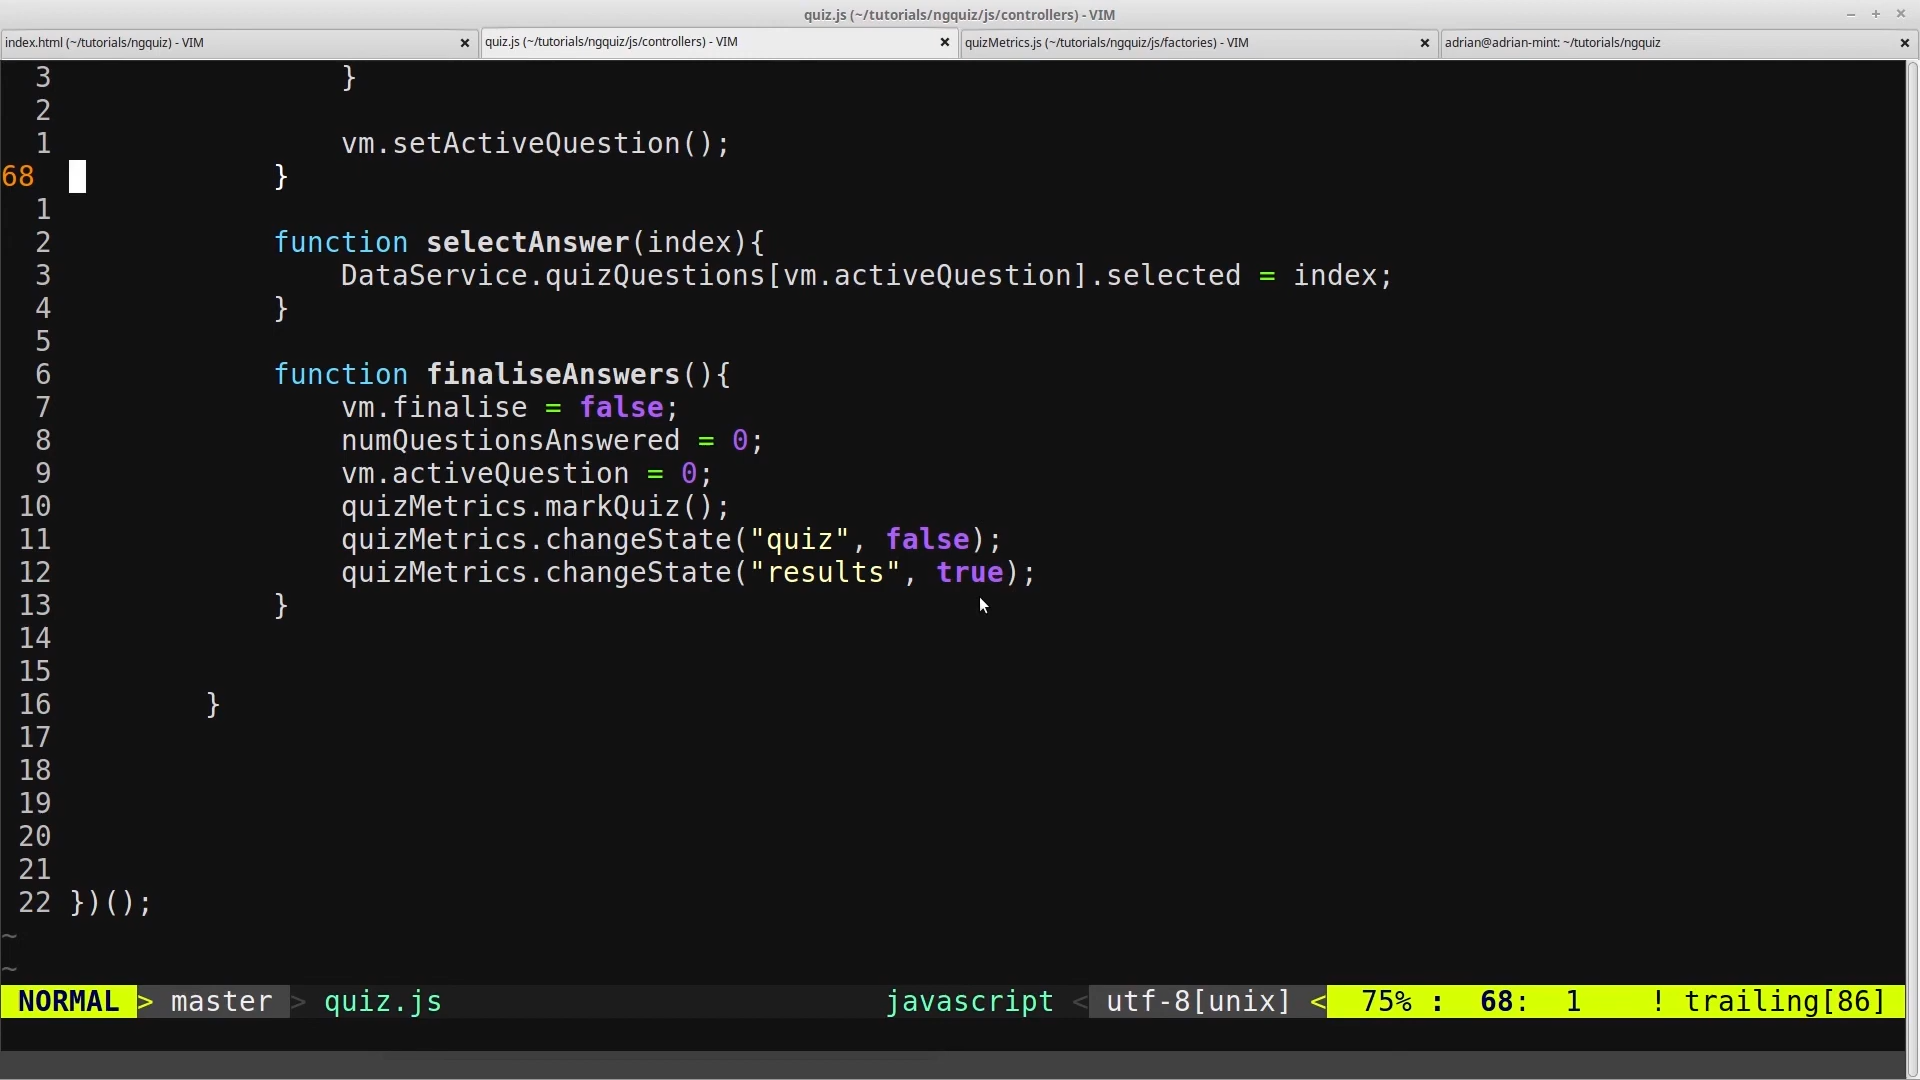 quiz.js (~/tutorials/ngquiz/js/controllers) - VIM
index.html (~/tutorials/ngquiz) - VIM
quiz.js (~/tutorials/ngquiz/js/controllers) - VIM
quizMetrics.js (~/tutorials/ngquiz/js/factories) - VIM
adrian@adrian-mint: ~/tutorials/ngquiz
3 }
2
1 vm.setActiveQuestion();
68 }
1
2 function selectAnswer(index){
3 DataService.quizQuestions[vm.activeQuestion].selected = index;
4 }
5
6 function finaliseAnswers(){
7 vm.finalise = false;
8 numQuestionsAnswered = 0;
9 vm.activeQuestion = 0;
10 quizMetrics.markQuiz();
11 quizMetrics.changeState("quiz", false);
12 quizMetrics.changeState("results", true);
13 }
14
15
16 }
17
18
19
20
21
22 })();
~
~
NORMAL > master > quiz.js javascript < utf-8[unix] < 75% : 68: 1 ! trailing[86]